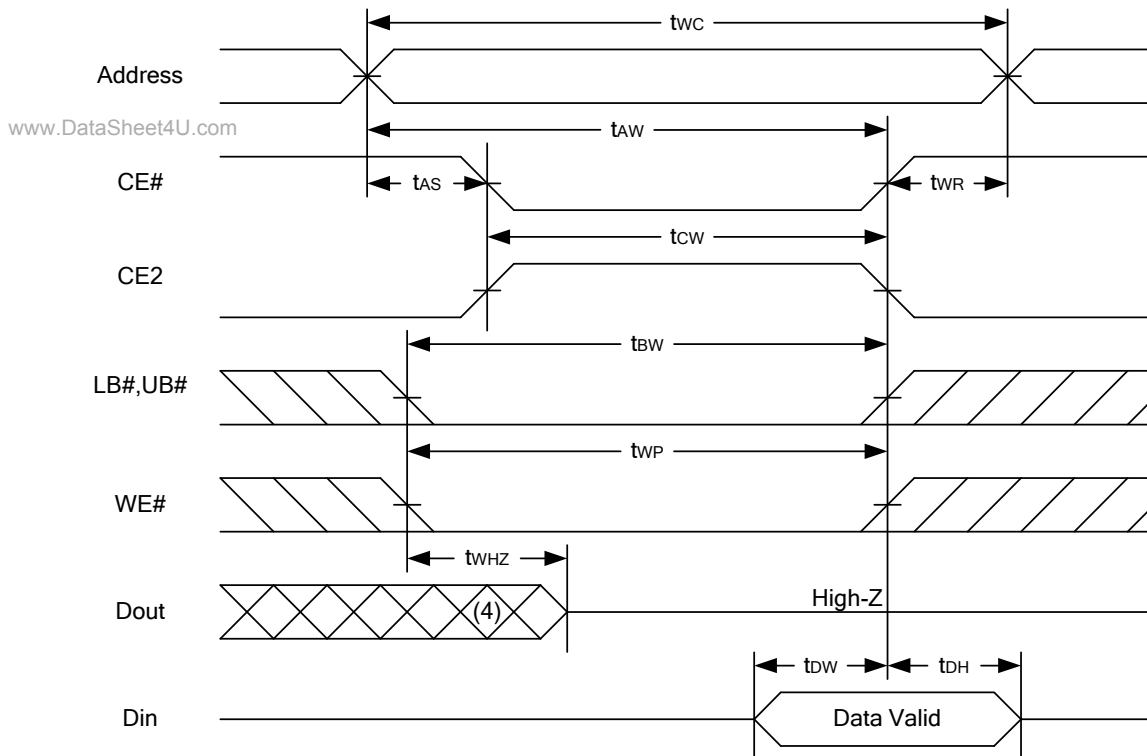 tWC
Address
www.DataSheet4U.com
tAW
CE#
tAS
tWR
tCW
CE2
tBW
LB#,UB#
tWP
WE#
tWHZ
Dout
(4)
High-Z
tDW
tDH
Din
Data Valid